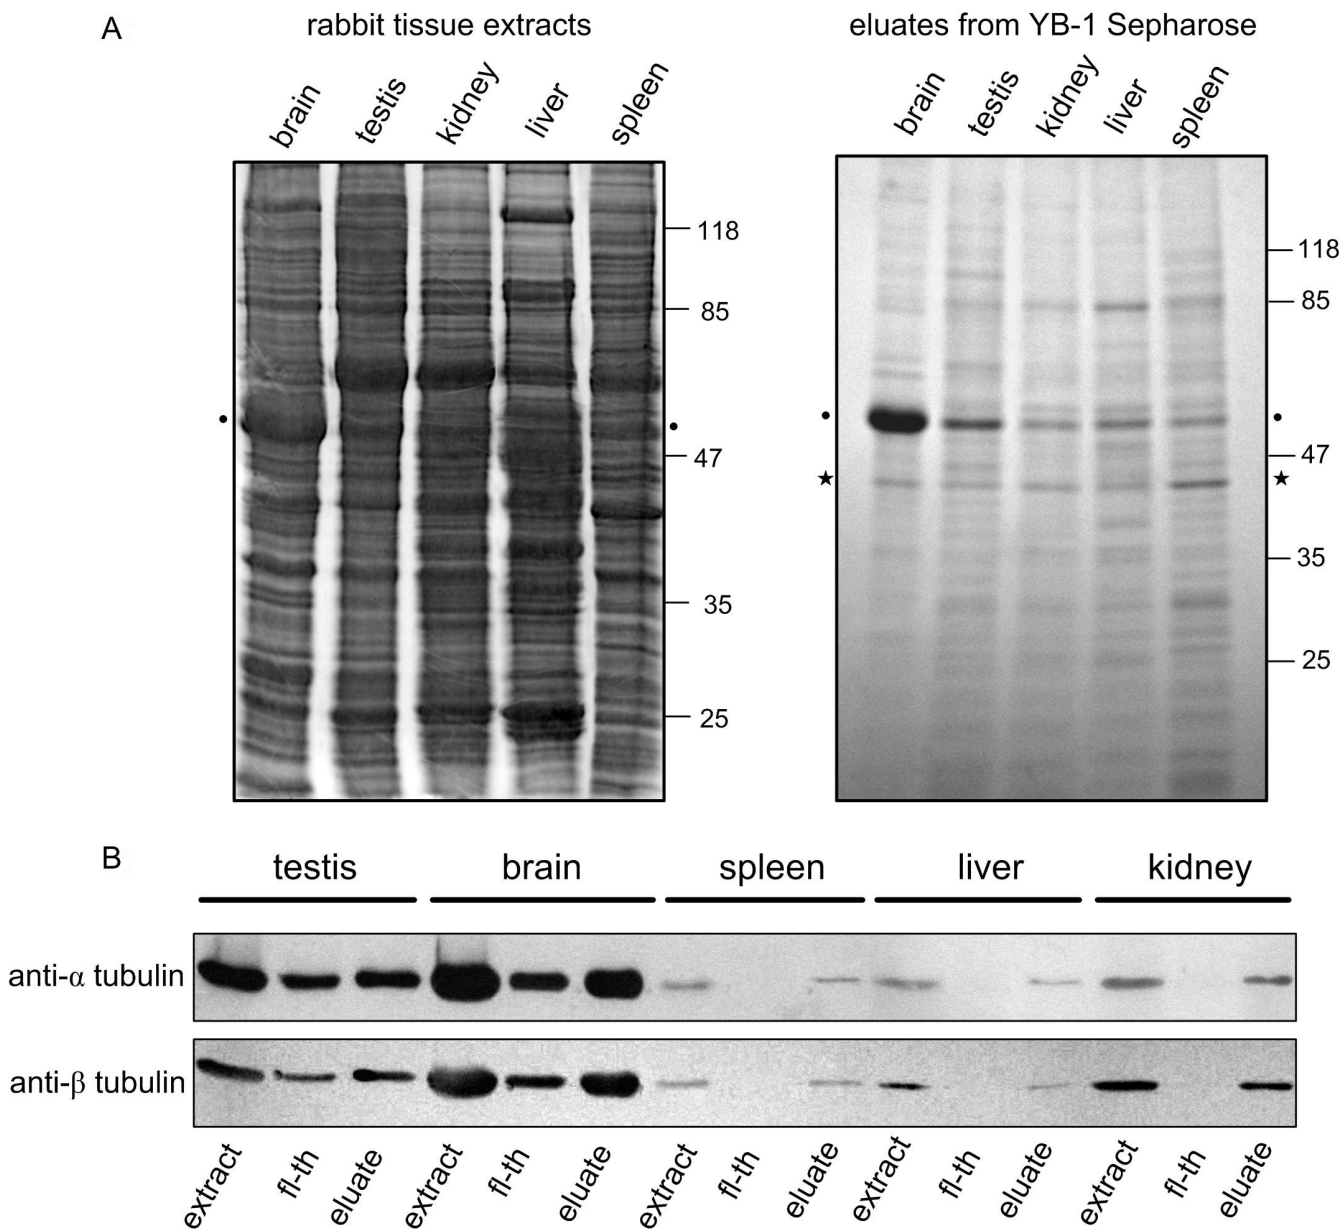 A
rabbit tissue extracts
eluates from YB-1 Sepharose
brain
testis
kidney
liver
spleen
brain
testis
kidney
liver
spleen
118
85
47
35
25
118
85
47
35
25
B
testis
brain
spleen
liver
kidney
anti-α tubulin
anti-β tubulin
extract
fl-th
eluate
extract
fl-th
eluate
extract
fl-th
eluate
extract
fl-th
eluate
extract
fl-th
eluate